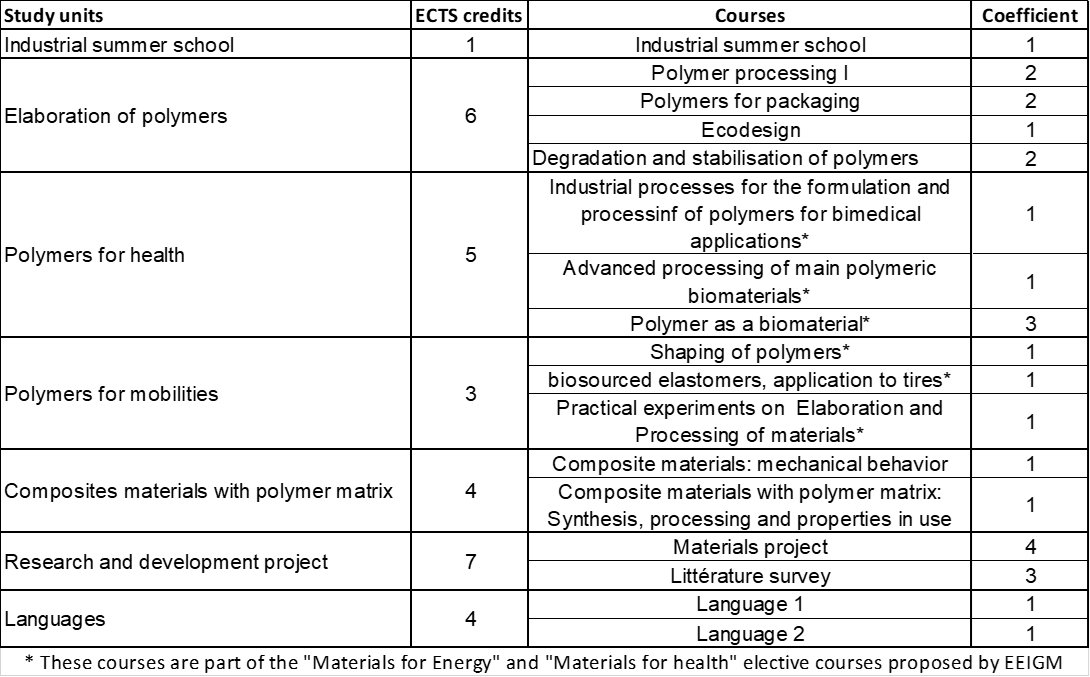 Study units ECTS credits Courses Coefficient
Industrial summer school 1 Industrial summer school 1
Elaboration of polymers 6 Polymer processing I 2
Polymers for packaging 2
Ecodesign 1
Degradation and stabilisation of polymers 2
Polymers for health 5 Industrial processes for the formulation and
processinf of polymers for bimedical
applications* 1
Advanced processing of main polymeric
biomaterials* 1
Polymer as a biomaterial* 3
Polymers for mobilities 3 Shaping of polymers* 1
biosourced elastomers, application to tires* 1
Practical experiments on Elaboration and
Processing of materials* 1
Composites materials with polymer matrix 4 Composite materials: mechanical behavior 1
Composite materials with polymer matrix:
Synthesis, processing and properties in use 1
Research and development project 7 Materials project 4
Littérature survey 3
Languages 4 Language 1 1
Language 2 1
* These courses are part of the "Materials for Energy" and "Materials for health" elective courses proposed by EEIGM